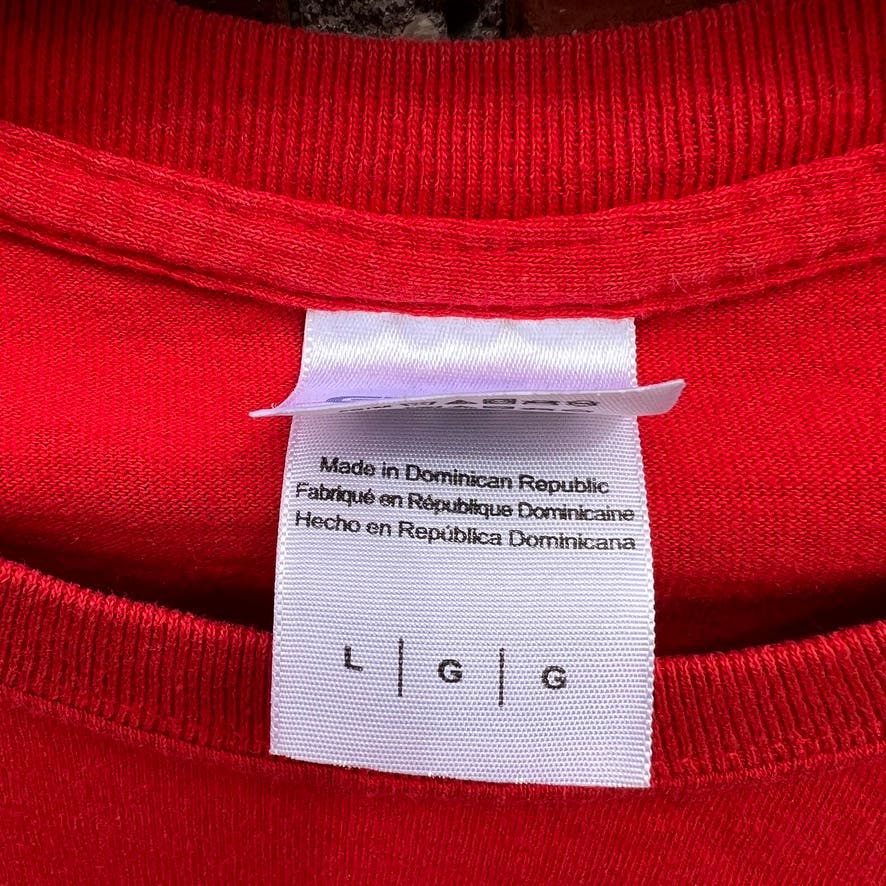 Made in Dominican Republic
Fabriqué en République Dominicaine
Hecho en República Dominicana
L | G | G